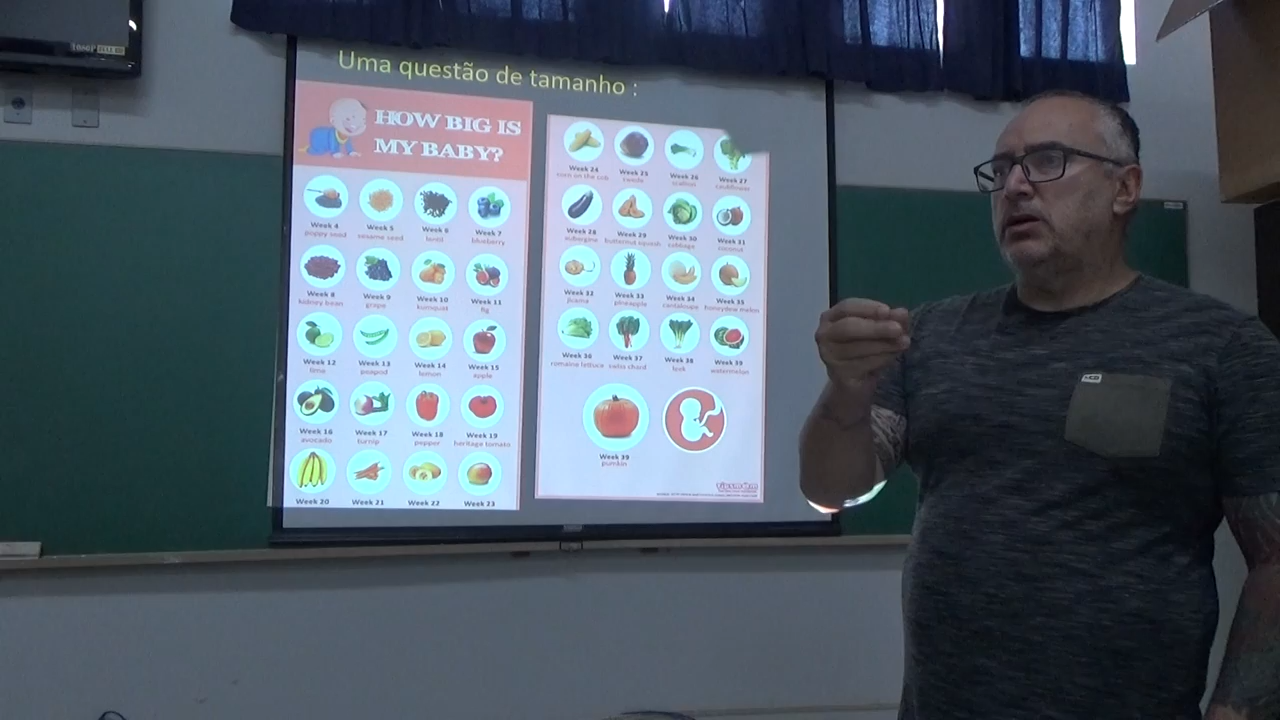 Uma questão de tamanho :
HOW BIG IS
MY BABY?
Week 4
poppy seed
Week 5
sesame seed
Week 6
lentil
Week 7
blueberry
Week 8
kidney bean
Week 9
grape
Week 10
kumquat
Week 11
fig
Week 12
lime
Week 13
peapod
Week 14
lemon
Week 15
apple
Week 16
avocado
Week 17
turnip
Week 18
pepper
Week 19
heritage tomato
Week 20
Week 21
Week 22
Week 23
Week 24
corn on the cob
Week 25
swede
Week 26
scallion
Week 27
cauliflower
Week 28
aubergine
Week 29
butternut squash
Week 30
cabbage
Week 31
coconut
Week 32
jicama
Week 33
pineapple
Week 34
cantaloupe
Week 35
honeydew melon
Week 36
romaine lettuce
Week 37
swiss chard
Week 38
leek
Week 39
watermelon
Week 39
pumkin